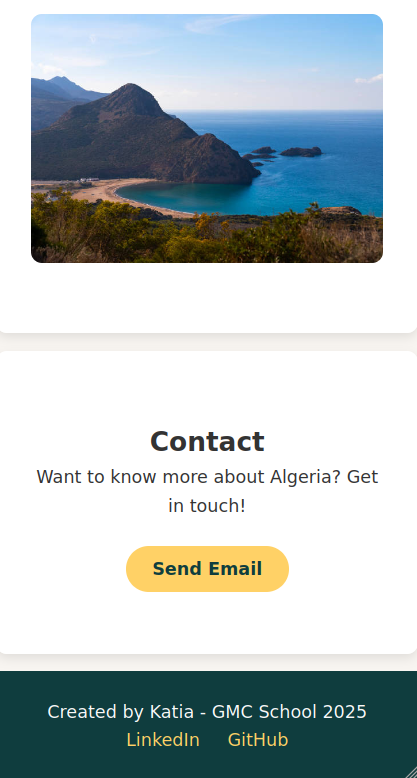 Contact
Want to know more about Algeria? Get
in touch!
Send Email
Created by Katia - GMC School 2025
LinkedIn GitHub